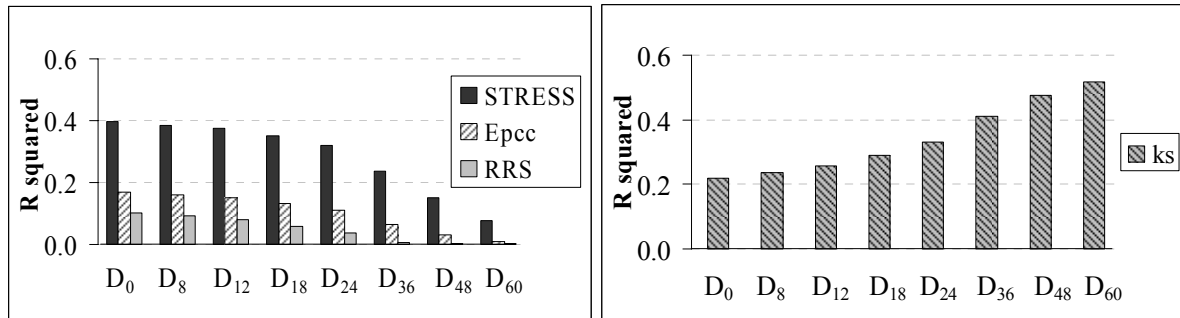 R squared
0.6
0.4
0.2
0.0
STRESS
Epcc
RRS
D0 D8 D12 D18 D24 D36 D48 D60
R squared
0.6
0.4
0.2
0.0
ks
D0 D8 D12 D18 D24 D36 D48 D60